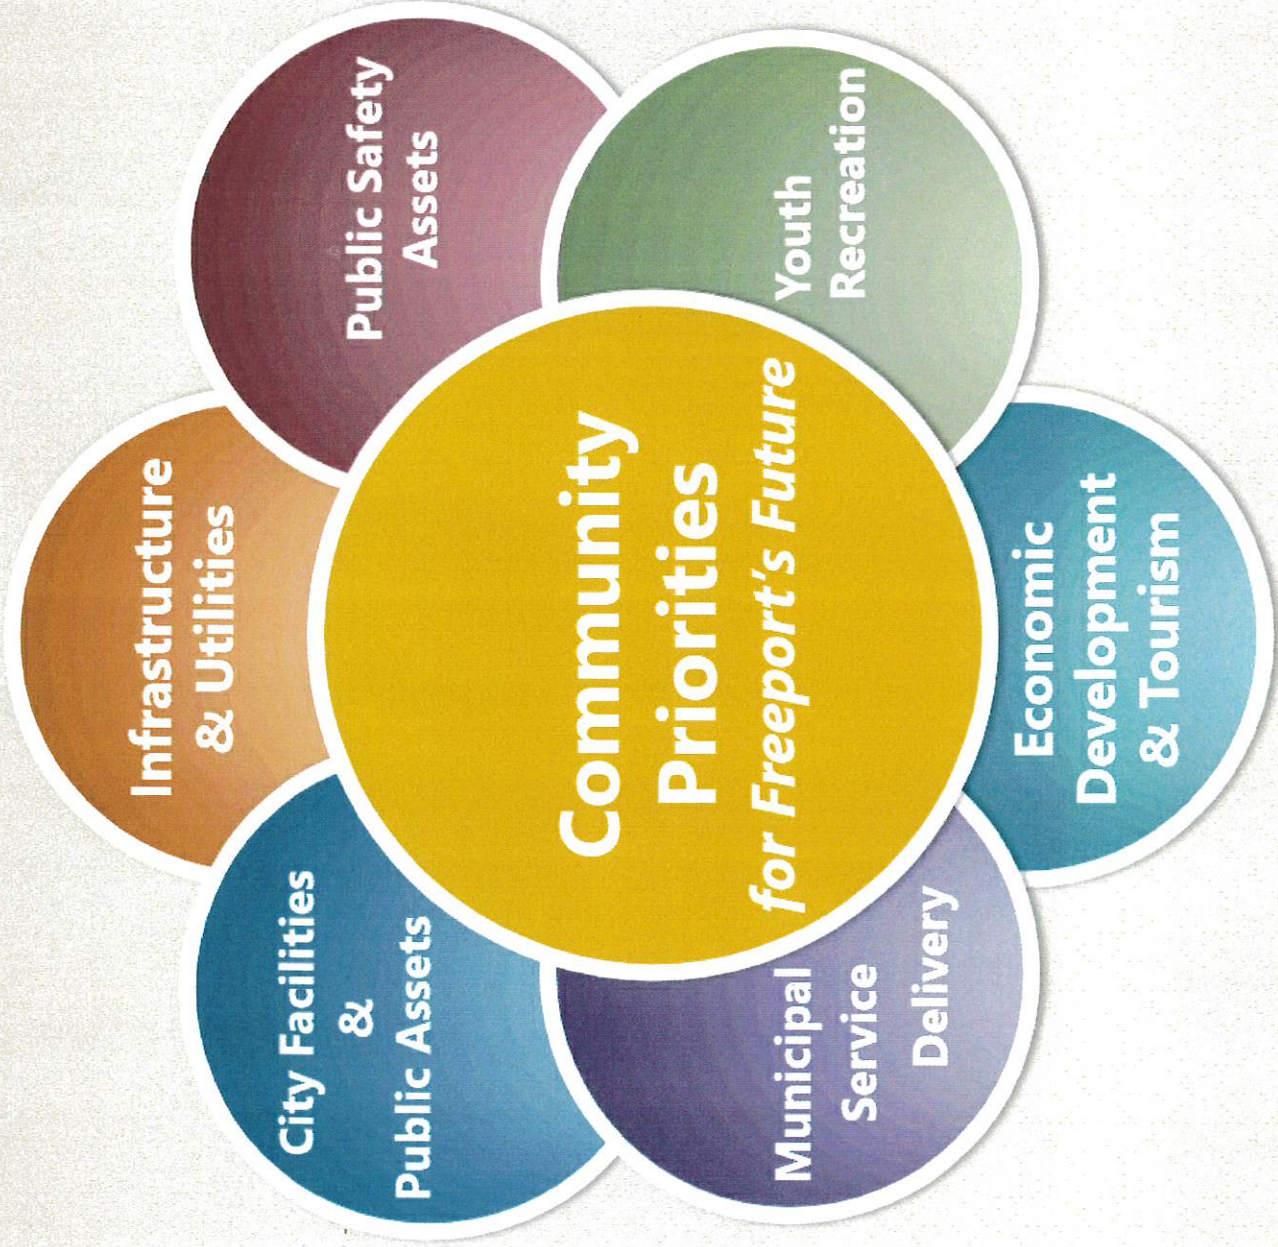 Community
Priorities
for Freeport's Future
Infrastructure
& Utilities
Public Safety
Assets
Youth
Recreation
Economic
Development
& Tourism
Municipal
Service
Delivery
City Facilities
&
Public Assets